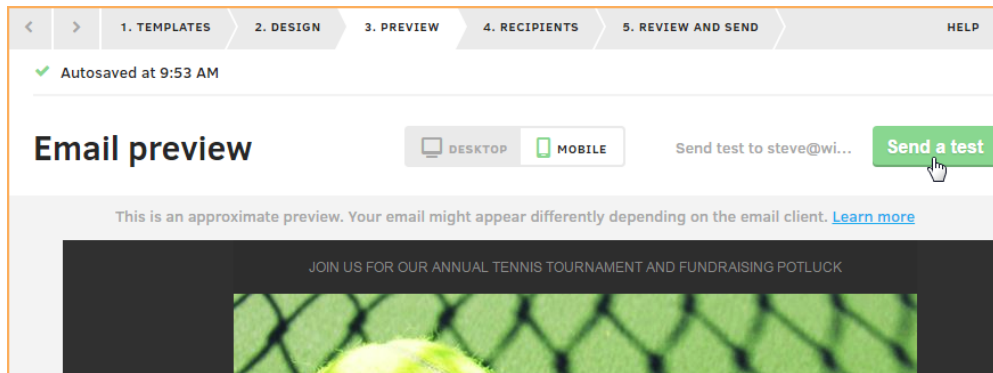 1. TEMPLATES 2. DESIGN 3. PREVIEW 4. RECIPIENTS 5. REVIEW AND SEND HELP
Autosaved at 9:53 AM
Email preview DESKTOP MOBILE Send test to steve@wi... Send a test
This is an approximate preview. Your email might appear differently depending on the email client. Learn more
JOIN US FOR OUR ANNUAL TENNIS TOURNAMENT AND FUNDRAISING POTLUCK